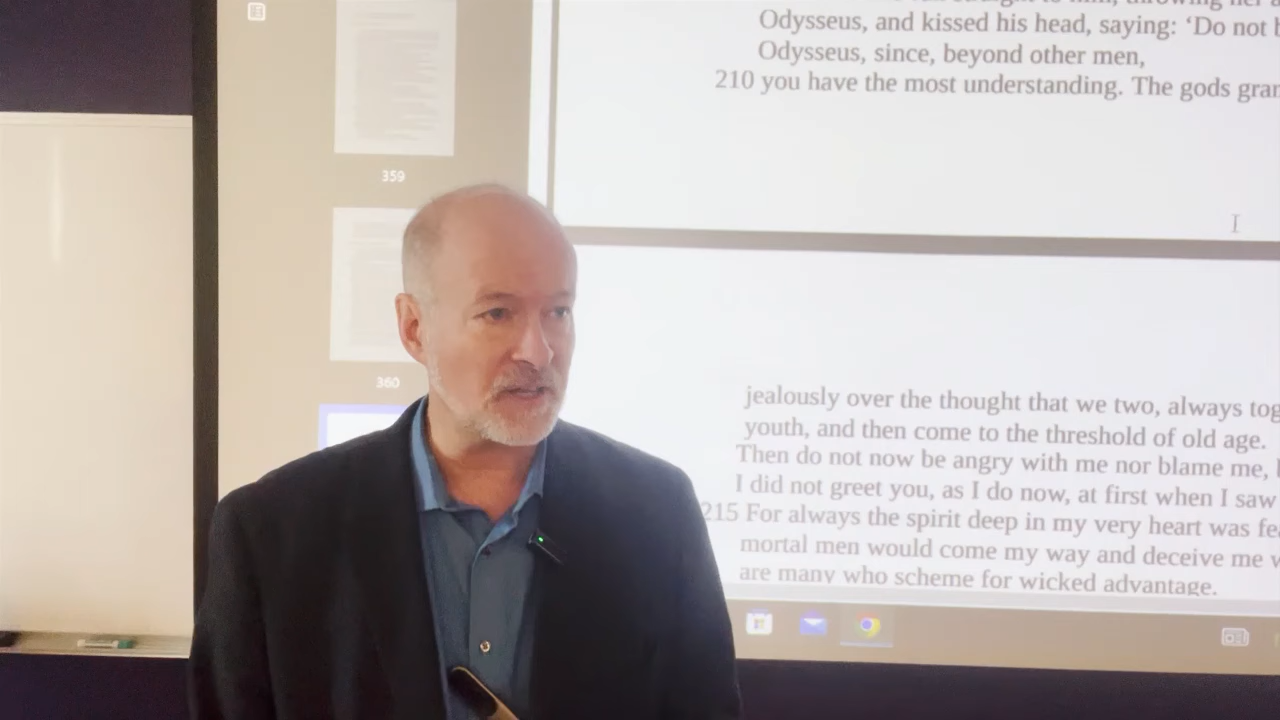 Odysseus, and kissed his head, saying: ‘Do not
Odysseus, since, beyond other men,
210 you have the most understanding. The gods
359
360
jealously over the thought that we two, always
youth, and then come to the threshold of old age.
Then do not now be angry with me nor blame me,
I did not greet you, as I do now, at first when I saw
215 For always the spirit deep in my very heart was
mortal men would come my way and deceive me
are many who scheme for wicked advantage.